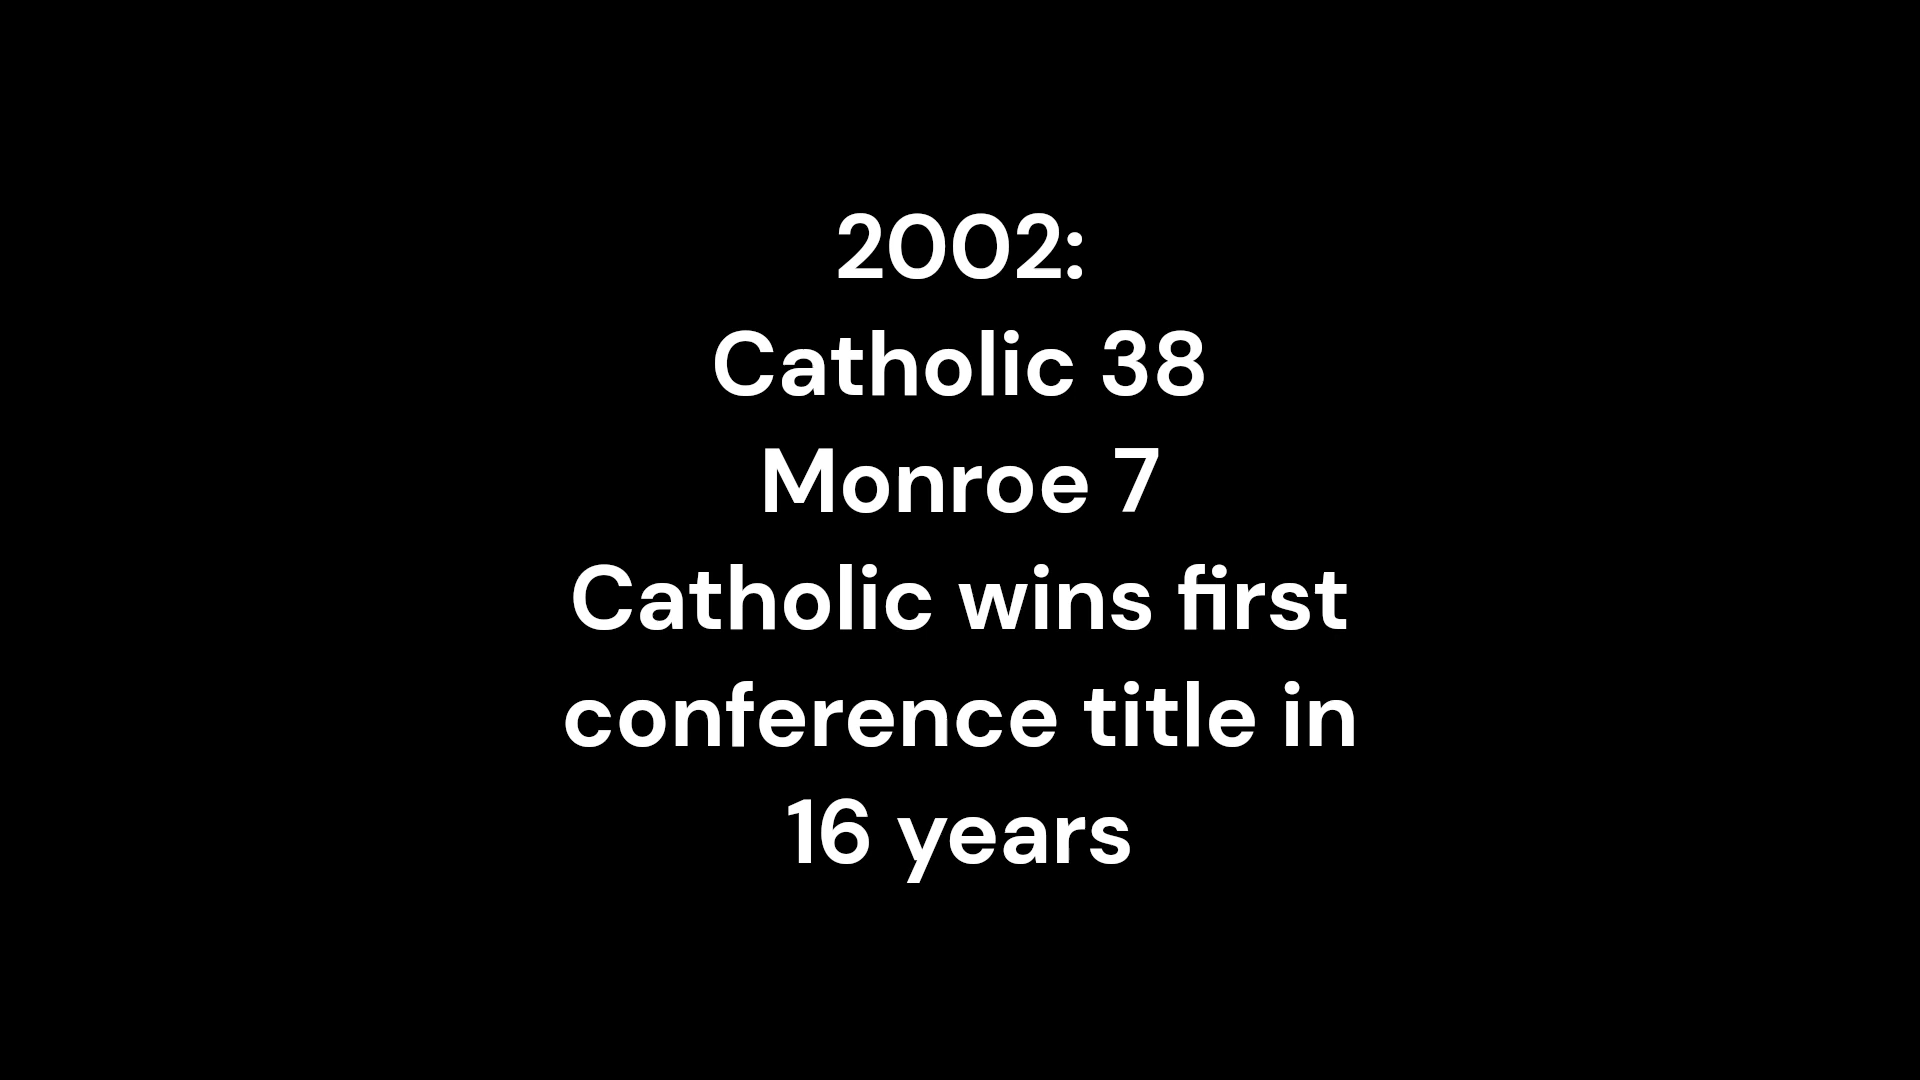 2002:
Catholic 38
Monroe 7
Catholic wins first
conference title in
16 years